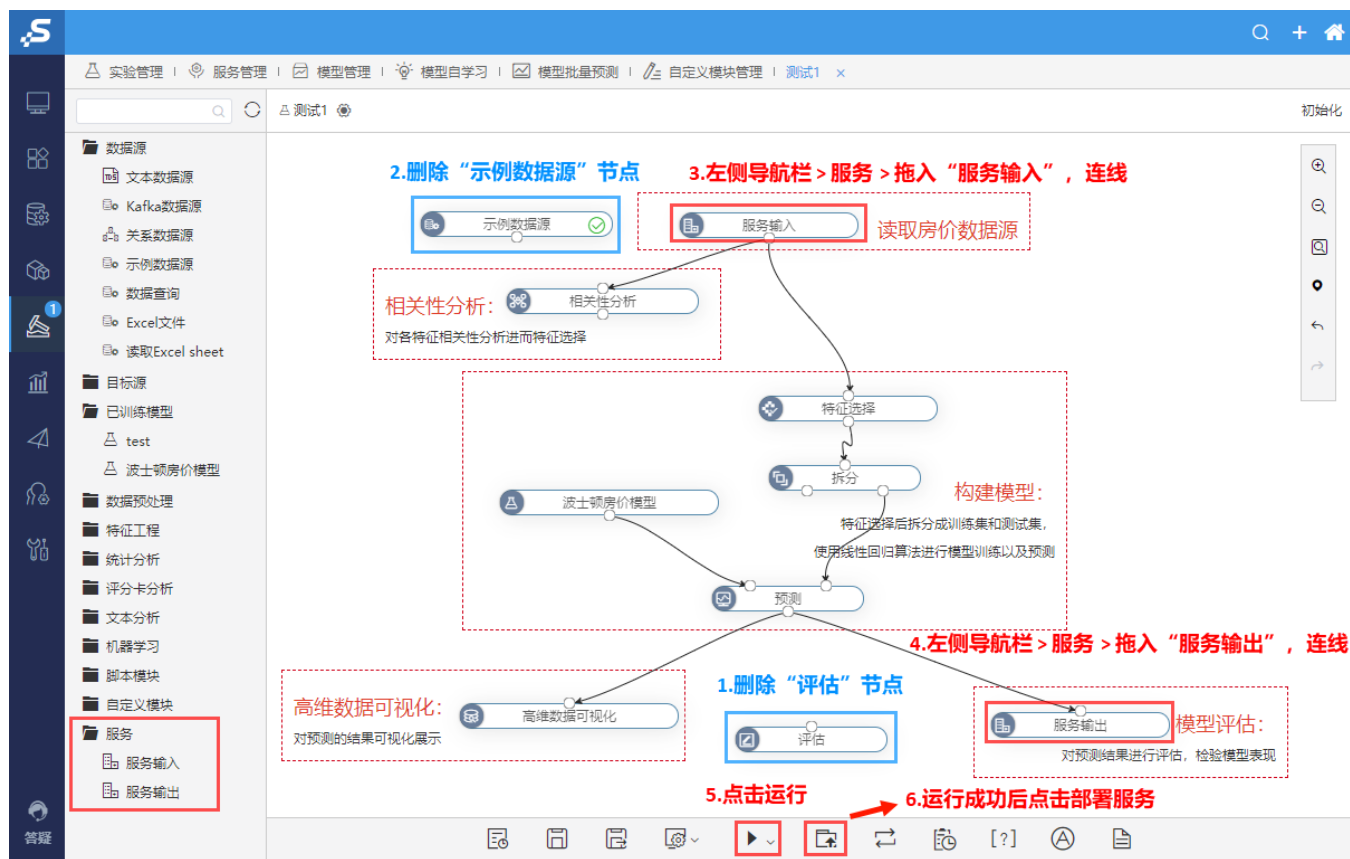 实验管理
服务管理
模型管理
模型自学习
模型批量预测
自定义模块管理
测试1 ×
测试1
初始化
数据源
文本数据源
Kafka数据源
关系数据源
示例数据源
数据查询
Excel文件
读取Excel sheet
目标源
已训练模型
test
波士顿房价模型
数据预处理
特征工程
统计分析
评分卡分析
文本分析
机器学习
脚本模块
自定义模块
服务
服务输入
服务输出
1
答疑
2.删除“示例数据源”节点
3.左侧导航栏>服务>拖入“服务输入”，连线
示例数据源
服务输入
读取房价数据源
相关性分析：
相关性分析
对各特征相关性分析进而特征选择
特征选择
拆分
波士顿房价模型
构建模型：
特征选择后拆分成训练集和测试集，
使用线性回归算法进行模型训练以及预测
预测
4.左侧导航栏>服务>拖入“服务输出”，连线
1.删除“评估”节点
高维数据可视化：
高维数据可视化
对预测的结果可视化展示
评估
服务输出
模型评估：
对预测结果进行评估，检验模型表现
5.点击运行
6.运行成功后点击部署服务
[?]
A